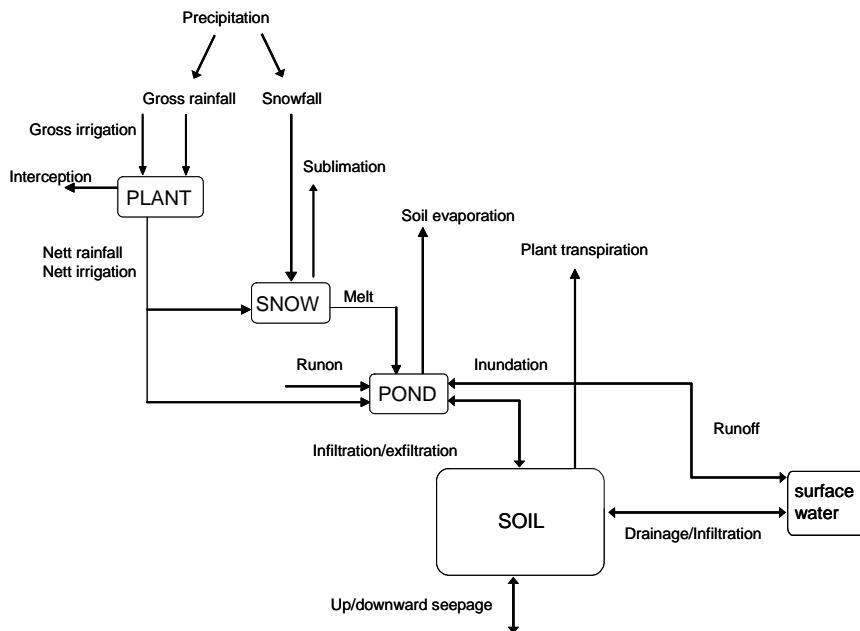 Precipitation
Gross rainfall
Snowfall
Gross irrigation
Sublimation
Interception
PLANT
Soil evaporation
Nett rainfall
Nett irrigation
Plant transpiration
SNOW
Melt
Runon
Inundation
POND
Runoff
Infiltration/exfiltration
surface
water
SOIL
Drainage/Infiltration
Up/downward seepage